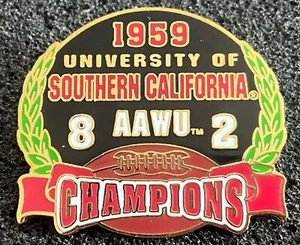 1959
UNIVERSITY OF
SOUTHERN CALIFORNIA®
8 AAWU™ 2
CHAMPIONS